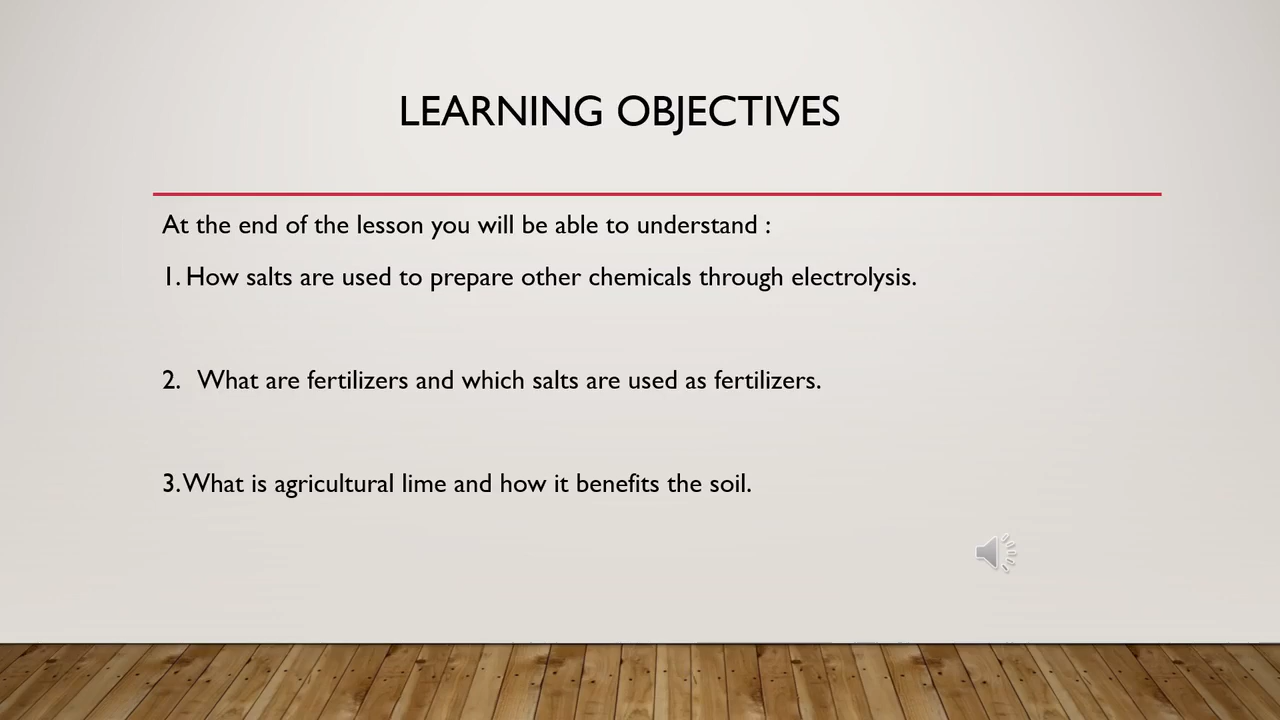 LEARNING OBJECTIVES
At the end of the lesson you will be able to understand :
1. How salts are used to prepare other chemicals through electrolysis.
2. What are fertilizers and which salts are used as fertilizers.
3.What is agricultural lime and how it benefits the soil.